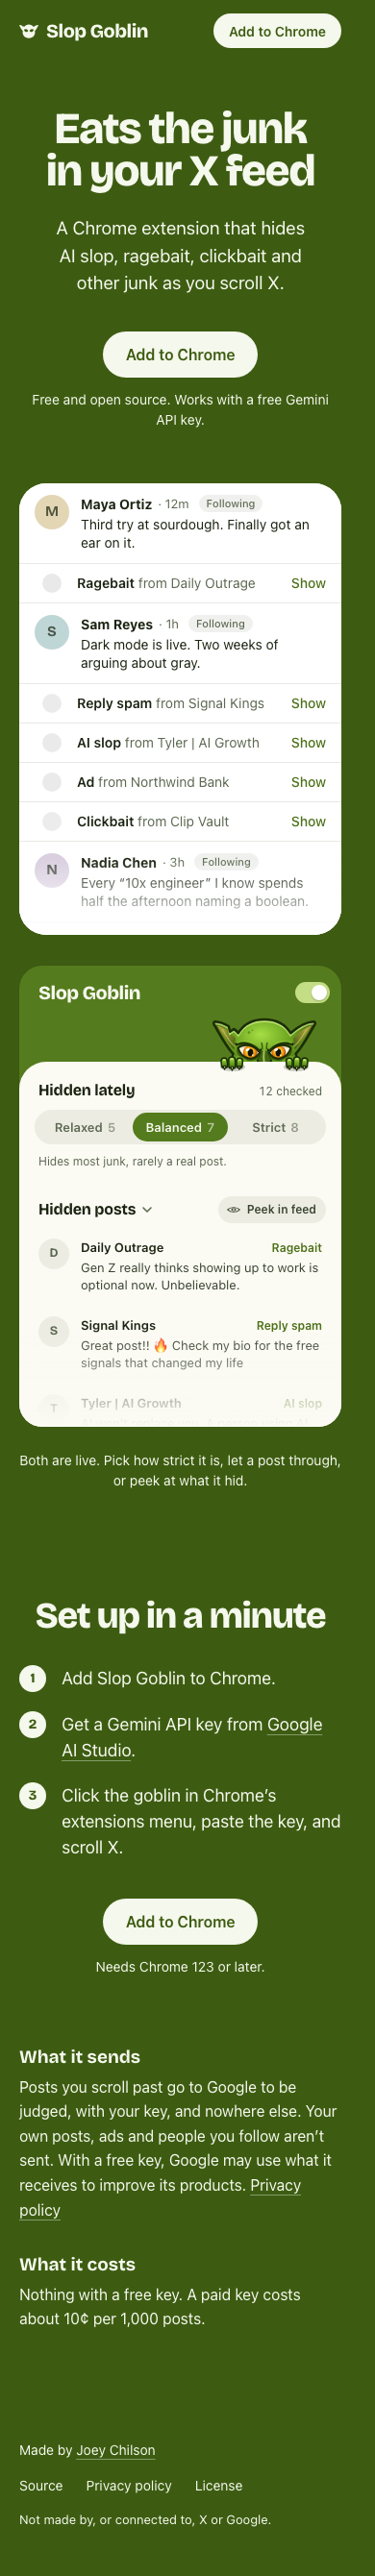 Slop Goblin
Add to Chrome
Eats the junk
in your X feed
A Chrome extension that hides
AI slop, ragebait, clickbait and
other junk as you scroll X.
Add to Chrome
Free and open source. Works with a free Gemini
API key.
M
Maya Ortiz · 12m Following
Third try at sourdough. Finally got an
ear on it.
Ragebait from Daily Outrage Show
S
Sam Reyes · 1h Following
Dark mode is live. Two weeks of
arguing about gray.
Reply spam from Signal Kings Show
AI slop from Tyler | AI Growth Show
Ad from Northwind Bank Show
Clickbait from Clip Vault Show
N
Nadia Chen · 3h Following
Every “10x engineer” I know spends
half the afternoon naming a boolean.
Slop Goblin
Hidden lately 12 checked
Relaxed 5 Balanced 7 Strict 8
Hides most junk, rarely a real post.
Hidden posts Peek in feed
D
Daily Outrage Ragebait
Gen Z really thinks showing up to work is
optional now. Unbelievable.
S
Signal Kings Reply spam
Great post!! 🔥 Check my bio for the free
signals that changed my life
T
Tyler | AI Growth AI slop
Both are live. Pick how strict it is, let a post through,
or peek at what it hid.
Set up in a minute
1 Add Slop Goblin to Chrome.
2 Get a Gemini API key from Google
AI Studio.
3 Click the goblin in Chrome’s
extensions menu, paste the key, and
scroll X.
Add to Chrome
Needs Chrome 123 or later.
What it sends
Posts you scroll past go to Google to be
judged, with your key, and nowhere else. Your
own posts, ads and people you follow aren’t
sent. With a free key, Google may use what it
receives to improve its products. Privacy
policy
What it costs
Nothing with a free key. A paid key costs
about 10¢ per 1,000 posts.
Made by Joey Chilson
Source Privacy policy License
Not made by, or connected to, X or Google.